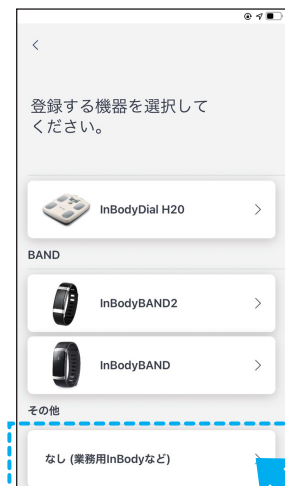 登録する機器を選択して
ください。
InBodyDial H20
BAND
InBodyBAND2
InBodyBAND
その他
なし (業務用InBodyなど)